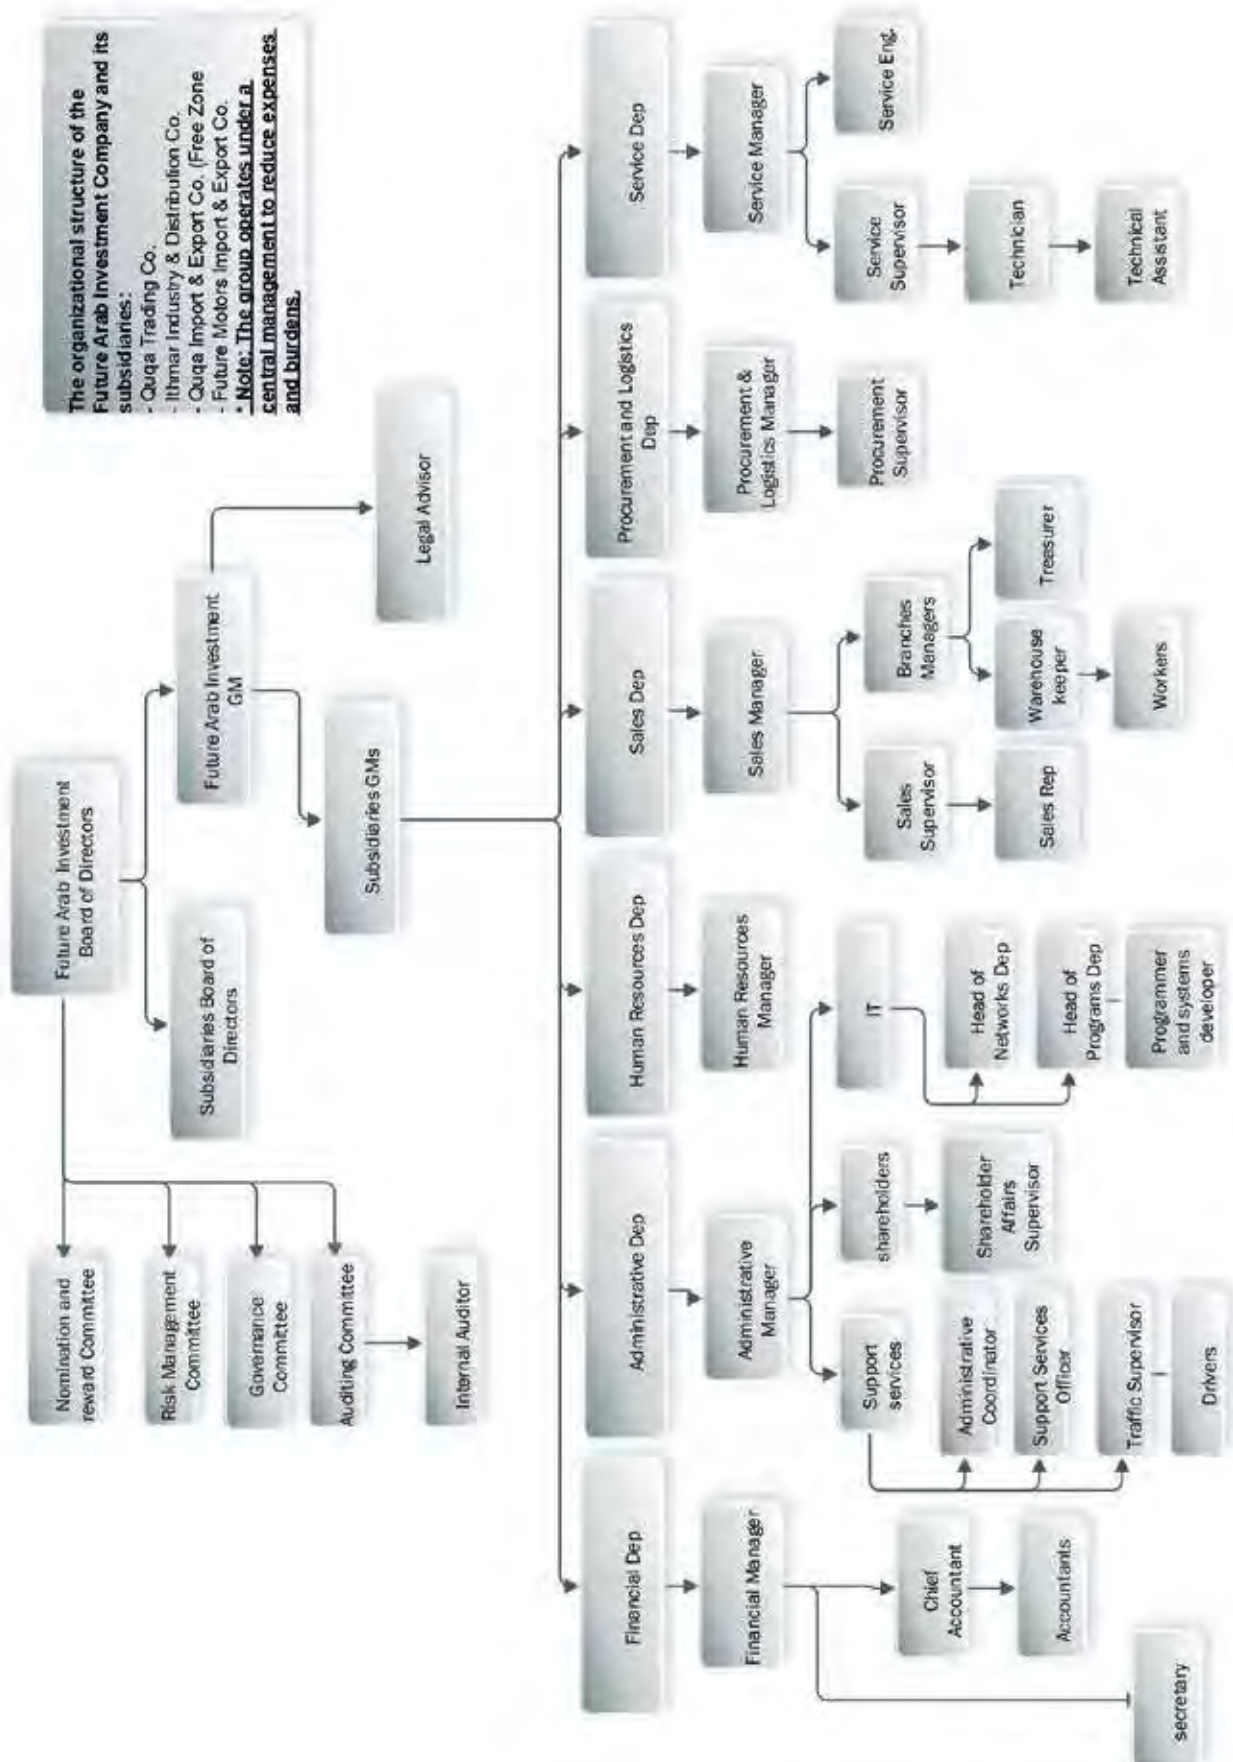 The organizational structure of the
Future Arab Investment Company and its
subsidiaries:
- Quqa Trading Co.
- Ithmar Industry & Distribution Co.
- Quqa Import & Export Co. (Free Zone
- Future Motors Import & Export Co.
* Note: The group operates under a
central management to reduce expenses
and burdens.
Future Arab Investment
Board of Directors
Nomination and
reward Committee
Risk Management
Committee
Governance
Committee
Auditing Committee
Internal Auditor
Subsidiaries Board of
Directors
Future Arab Investment
GM
Legal Advisor
Subsidiaries GMs
Financial Dep
Administrative Dep
Human Resources Dep
Sales Dep
Procurement and Logistics
Dep
Service Dep
Financial Manager
Administrative
Manager
Human Resources
Manager
Sales Manager
Procurement &
Logistics Manager
Service Manager
Chief
Accountant
Accountants
secretary
Support
services
Administrative
Coordinator
Support Services
Officer
Traffic Supervisor
Drivers
shareholders
Shareholder
Affairs
Supervisor
IT
Head of
Networks Dep
Head of
Programs Dep
Programmer
and systems
developer
Sales
Supervisor
Sales Rep
Branches
Managers
Warehouse
keeper
Workers
Treasurer
Procurement
Supervisor
Service
Supervisor
Technician
Technical
Assistant
Service Eng.